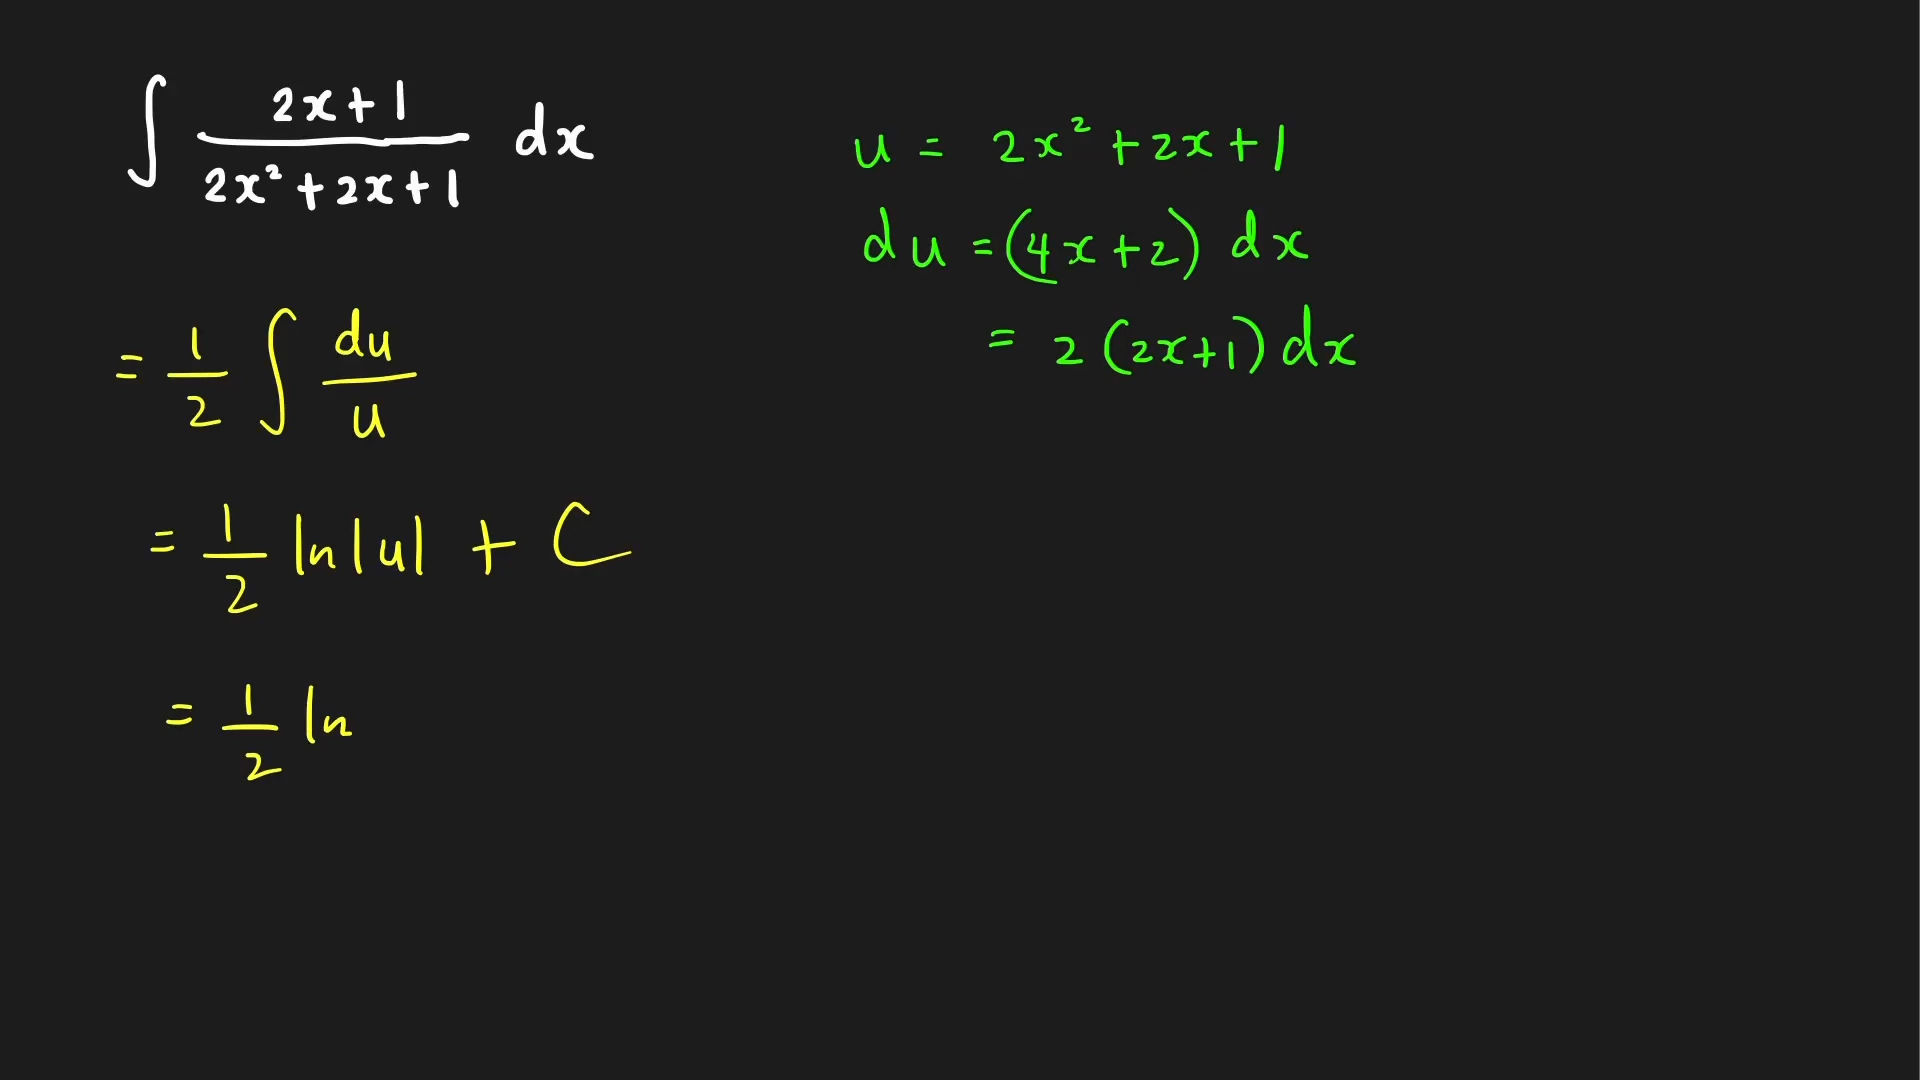 ∫ (2x+1)/(2x²+2x+1) dx
= 1/2 ∫ du/u
= 1/2 ln|u| + C
= 1/2 ln
u = 2x²+2x+1
du = (4x+2) dx
= 2(2x+1) dx